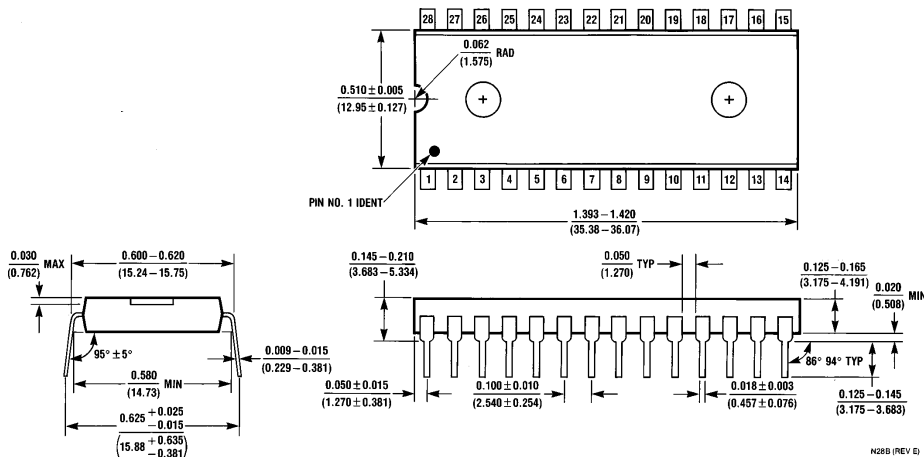 28 27 26 25 24 23 22 21 20 19 18 17 16 15
0.062
(1.575)
RAD
0.510 ± 0.005
(12.95 ± 0.127)
PIN NO. 1 IDENT
1 2 3 4 5 6 7 8 9 10 11 12 13 14
1.393 – 1.420
(35.38 – 36.07)
0.030
(0.762)
MAX
0.600 – 0.620
(15.24 – 15.75)
95° ± 5°
0.580
(14.73)
MIN
0.009 – 0.015
(0.229 – 0.381)
0.625 +0.025 −0.015
(15.88 +0.635 −0.381)
0.145 – 0.210
(3.683 – 5.334)
0.050
(1.270)
TYP
0.125 – 0.165
(3.175 – 4.191)
0.020
(0.508)
MIN
0.050 ± 0.015
(1.270 ± 0.381)
0.100 ± 0.010
(2.540 ± 0.254)
0.018 ± 0.003
(0.457 ± 0.076)
86° 94° TYP
0.125 – 0.145
(3.175 – 3.683)
N28B (REV E)